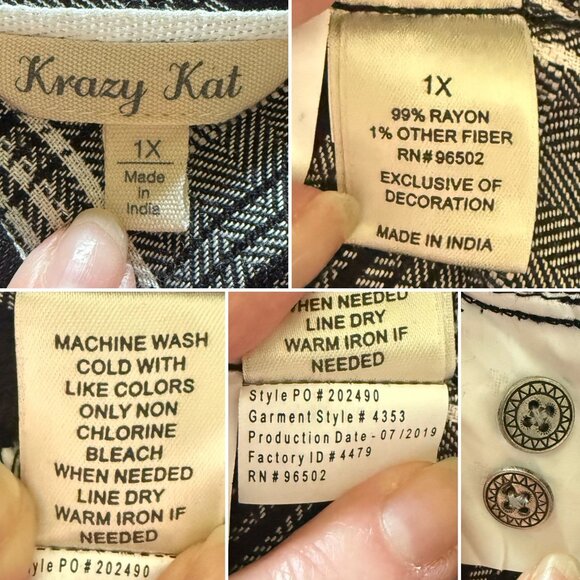 Krazy Kat
1X
Made
in
India
1X
99% RAYON
1% OTHER FIBER
RN# 96502
EXCLUSIVE OF
DECORATION
MADE IN INDIA
MACHINE WASH
COLD WITH
LIKE COLORS
ONLY NON
CHLORINE
BLEACH
WHEN NEEDED
LINE DRY
WARM IRON IF
NEEDED
yle PO # 202490
WHEN NEEDED
LINE DRY
WARM IRON IF
NEEDED
Style PO # 202490
Garment Style # 4353
Production Date - 07/2019
Factory ID # 4479
RN # 96502